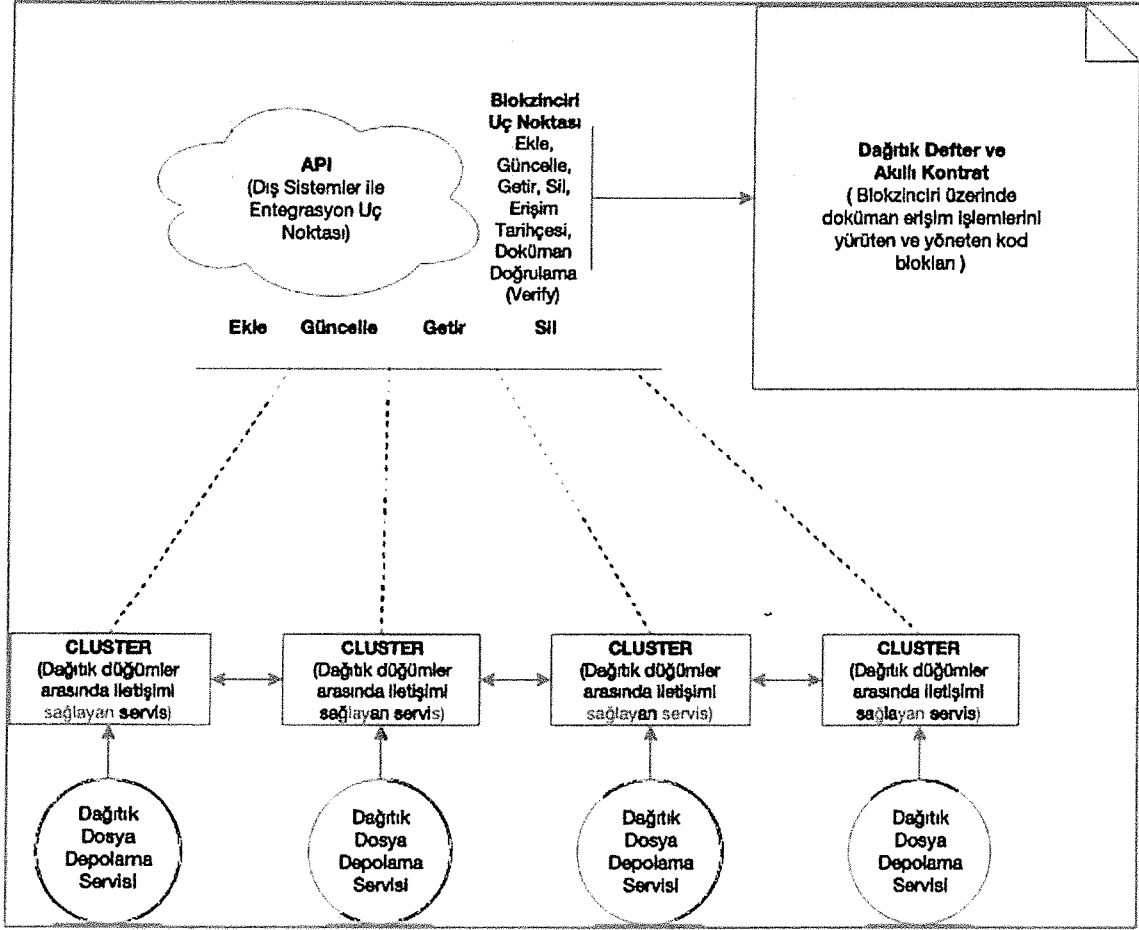 API
(Dış Sistemler ile
Entegrasyon Uç
Noktası)
Blokzinciri
Uç Noktası
Ekle,
Güncelle,
Getir, Sil,
Erişim
Tarihçesi,
Doküman
Doğrulama
(Verify)
Dağıtık Defter ve
Akıllı Kontrat
( Blokzinciri üzerinde
doküman erişim işlemlerini
yürüten ve yöneten kod
blokları )
Ekle Güncelle Getir Sil
CLUSTER
(Dağıtık düğümler
arasında iletişimi
sağlayan servis)
CLUSTER
(Dağıtık düğümler
arasında iletişimi
sağlayan servis)
CLUSTER
(Dağıtık düğümler
arasında iletişimi
sağlayan servis)
CLUSTER
(Dağıtık düğümler
arasında iletişimi
sağlayan servis)
Dağıtık
Dosya
Depolama
Servisi
Dağıtık
Dosya
Depolama
Servisi
Dağıtık
Dosya
Depolama
Servisi
Dağıtık
Dosya
Depolama
Servisi